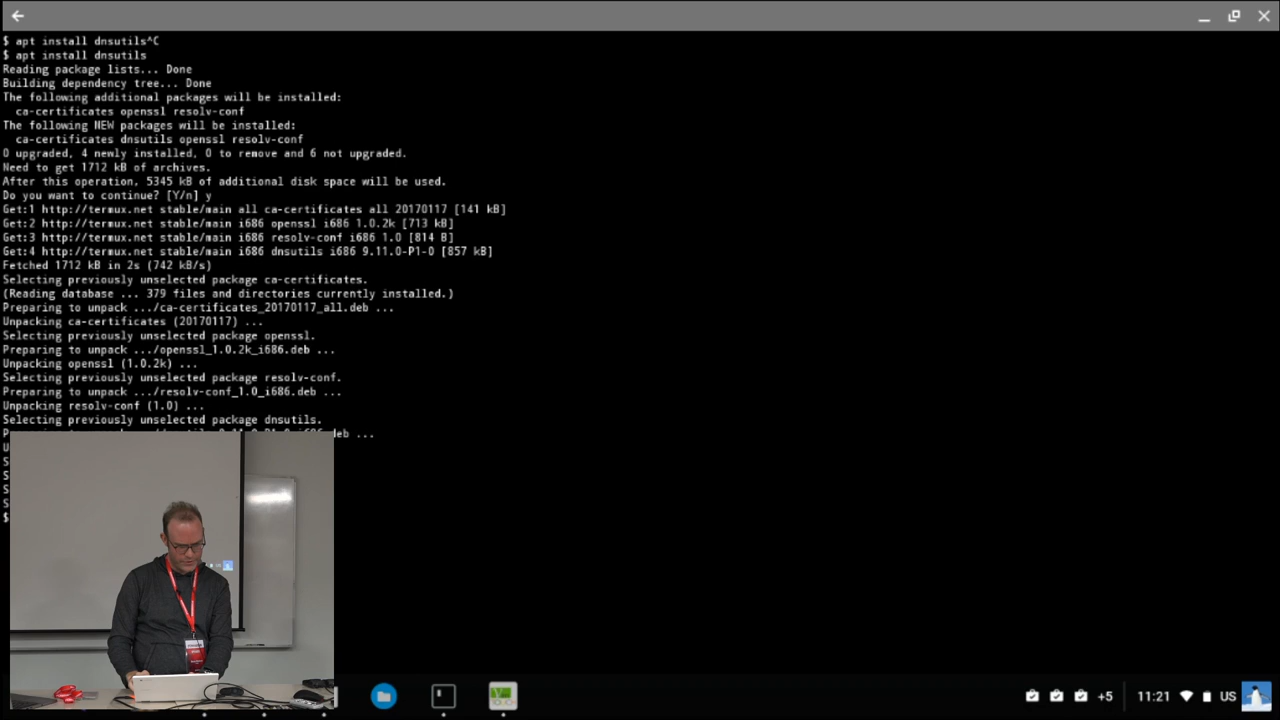 $ apt install dnsutils^C
$ apt install dnsutils
Reading package lists... Done
Building dependency tree... Done
The following additional packages will be installed:
ca-certificates openssl resolv-conf
The following NEW packages will be installed:
ca-certificates dnsutils openssl resolv-conf
0 upgraded, 4 newly installed, 0 to remove and 6 not upgraded.
Need to get 1712 kB of archives.
After this operation, 5345 kB of additional disk space will be used.
Do you want to continue? [Y/n] y
Get:1 http://termux.net stable/main all ca-certificates all 20170117 [141 kB]
Get:2 http://termux.net stable/main i686 openssl i686 1.0.2k [713 kB]
Get:3 http://termux.net stable/main i686 resolv-conf i686 1.0 [814 B]
Get:4 http://termux.net stable/main i686 dnsutils i686 9.11.0-P1-0 [857 kB]
Fetched 1712 kB in 2s (742 kB/s)
Selecting previously unselected package ca-certificates.
(Reading database ... 379 files and directories currently installed.)
Preparing to unpack .../ca-certificates_20170117_all.deb ...
Unpacking ca-certificates (20170117) ...
Selecting previously unselected package openssl.
Preparing to unpack .../openssl_1.0.2k_i686.deb ...
Unpacking openssl (1.0.2k) ...
Selecting previously unselected package resolv-conf.
Preparing to unpack .../resolv-conf_1.0_i686.deb ...
Unpacking resolv-conf (1.0) ...
Selecting previously unselected package dnsutils.
deb ...
U
S
S
S
S
$
+5 11:21 US